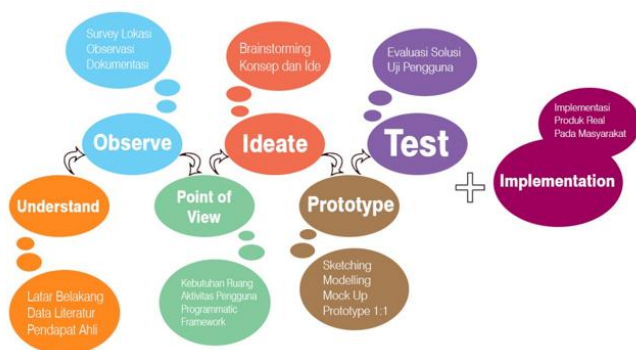 Survey Lokasi
Observasi
Dokumentasi
Brainstorming
Konsep dan Ide
Evaluasi Solusi
Uji Pengguna
Implementasi
Produk Real
Pada Masyarakat
Observe
Ideate
Test
Implementation
Understand
Point of
View
Prototype
Latar Belakang
Data Literatur
Pendapat Ahli
Kebutuhan Ruang
Aktivitas Pengguna
Programmatic
Framework
Sketching
Modelling
Mock Up
Prototype 1:1